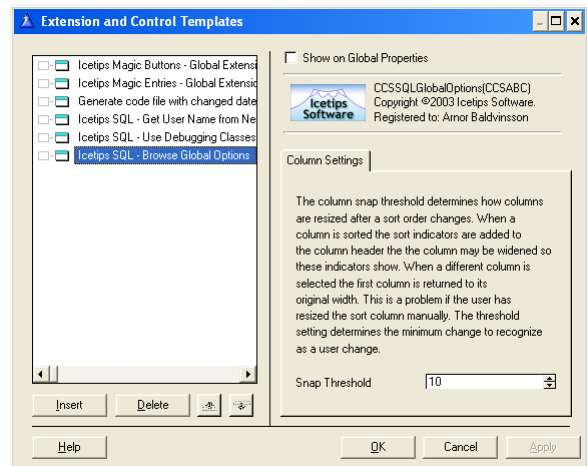 Extension and Control Templates
Icetips Magic Buttons - Global Extensi
Icetips Magic Entries - Global Extensic
Generate code file with changed date
Icetips SQL - Get User Name from Ne
Icetips SQL - Use Debugging Classes
Icetips SQL - Browse Global Options
Insert
Delete
Show on Global Properties
Icetips
Software
CCSSQLGlobalOptions(CCSABC)
Copyright ©2003 Icetips Software.
Registered to: Arnor Baldvinsson
Column Settings
The column snap threshold determines how columns
are resized after a sort order changes. When a
column is sorted the sort indicators are added to
the column header the the column may be widened so
these indicators show. When a different column is
selected the first column is returned to its
original width. This is a problem if the user has
resized the sort column manually. The threshold
setting determines the minimum change to recognize
as a user change.
Snap Threshold
10
Help
OK
Cancel
Apply